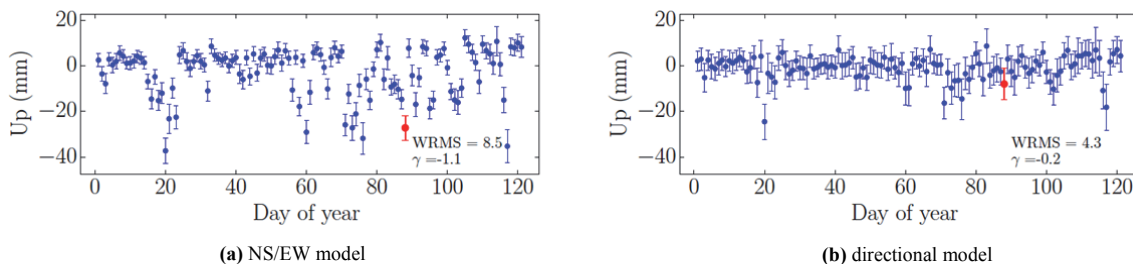 20
0
−20
−40
Up (mm)
WRMS = 8.5
γ =-1.1
0 20 40 60 80 100 120
Day of year
(a) NS/EW model
20
0
−20
−40
Up (mm)
WRMS = 4.3
γ =-0.2
0 20 40 60 80 100 120
Day of year
(b) directional model